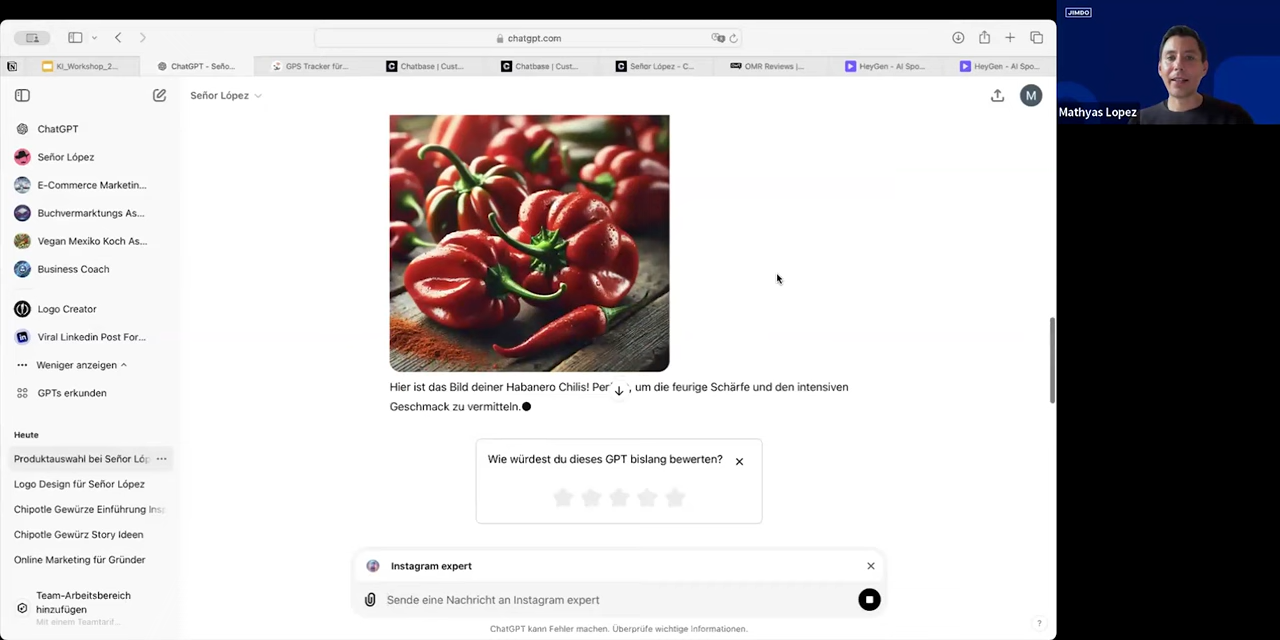 chatgpt.com
KI_Workshop_2...
ChatGPT - Seño...
GPS Tracker für...
Chatbase | Cust...
Chatbase | Cust...
Señor López - C...
OMR Reviews |...
HeyGen - AI Spo...
HeyGen - AI Spo...
JIMDO
Mathyas Lopez
Señor López
M
ChatGPT
Señor López
E-Commerce Marketin...
Buchvermarktungs As...
Vegan Mexiko Koch As...
Business Coach
Logo Creator
Viral Linkedin Post For...
Weniger anzeigen
GPTs erkunden
Heute
Produktauswahl bei Señor Lóp
Logo Design für Señor López
Chipotle Gewürze Einführung Insa
Chipotle Gewürz Story Ideen
Online Marketing für Gründer
Team-Arbeitsbereich
hinzufügen
Mit einem Teamtarif...
Hier ist das Bild deiner Habanero Chilis! , um die feurige Schärfe und den intensiven
Geschmack zu vermitteln.
Wie würdest du dieses GPT bislang bewerten?
Instagram expert
Sende eine Nachricht an Instagram expert
ChatGPT kann Fehler machen. Überprüfe wichtige Informationen.
?